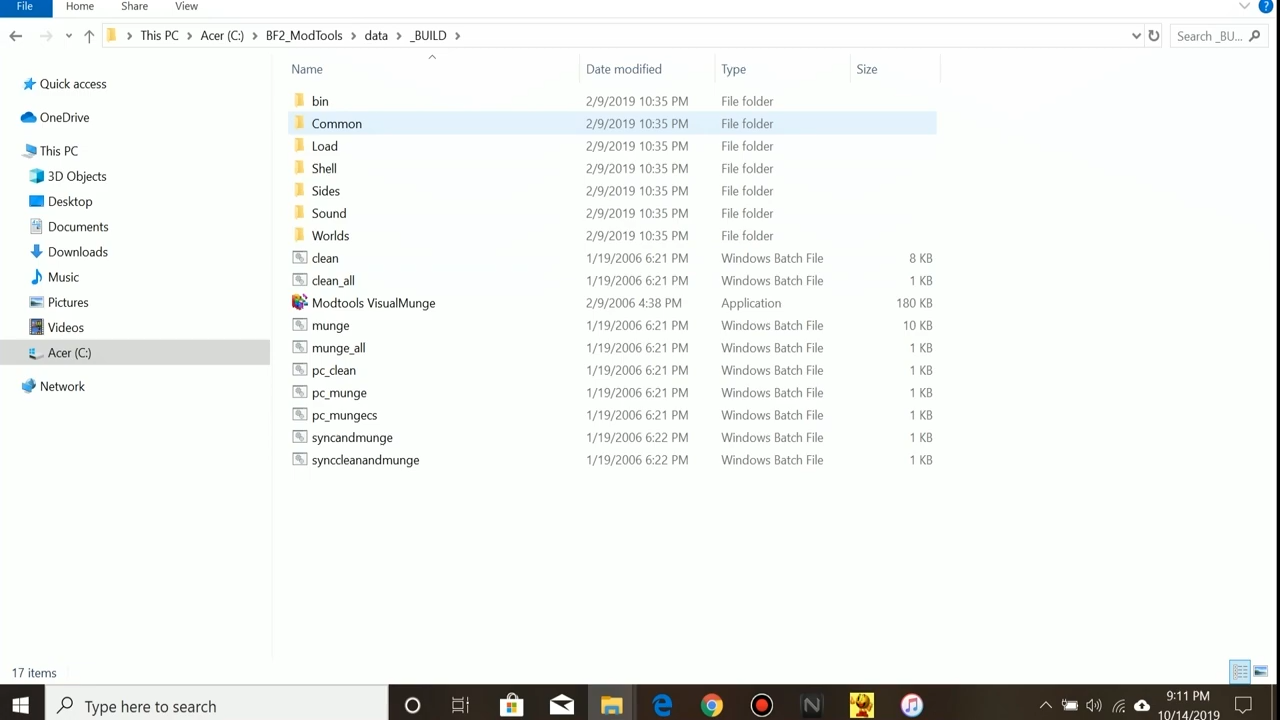 File Home Share View
This PC Acer (C:) BF2_ModTools data _BUILD Search _BU...
Name Date modified Type Size
Quick access
OneDrive
This PC
3D Objects
Desktop
Documents
Downloads
Music
Pictures
Videos
Acer (C:)
Network
bin 2/9/2019 10:35 PM File folder
Common 2/9/2019 10:35 PM File folder
Load 2/9/2019 10:35 PM File folder
Shell 2/9/2019 10:35 PM File folder
Sides 2/9/2019 10:35 PM File folder
Sound 2/9/2019 10:35 PM File folder
Worlds 2/9/2019 10:35 PM File folder
clean 1/19/2006 6:21 PM Windows Batch File 8 KB
clean_all 1/19/2006 6:21 PM Windows Batch File 1 KB
Modtools VisualMunge 2/9/2006 4:38 PM Application 180 KB
munge 1/19/2006 6:21 PM Windows Batch File 10 KB
munge_all 1/19/2006 6:21 PM Windows Batch File 1 KB
pc_clean 1/19/2006 6:21 PM Windows Batch File 1 KB
pc_munge 1/19/2006 6:21 PM Windows Batch File 1 KB
pc_mungecs 1/19/2006 6:21 PM Windows Batch File 1 KB
syncandmunge 1/19/2006 6:22 PM Windows Batch File 1 KB
synccleanandmunge 1/19/2006 6:22 PM Windows Batch File 1 KB
17 items
Type here to search
9:11 PM
10/14/2019